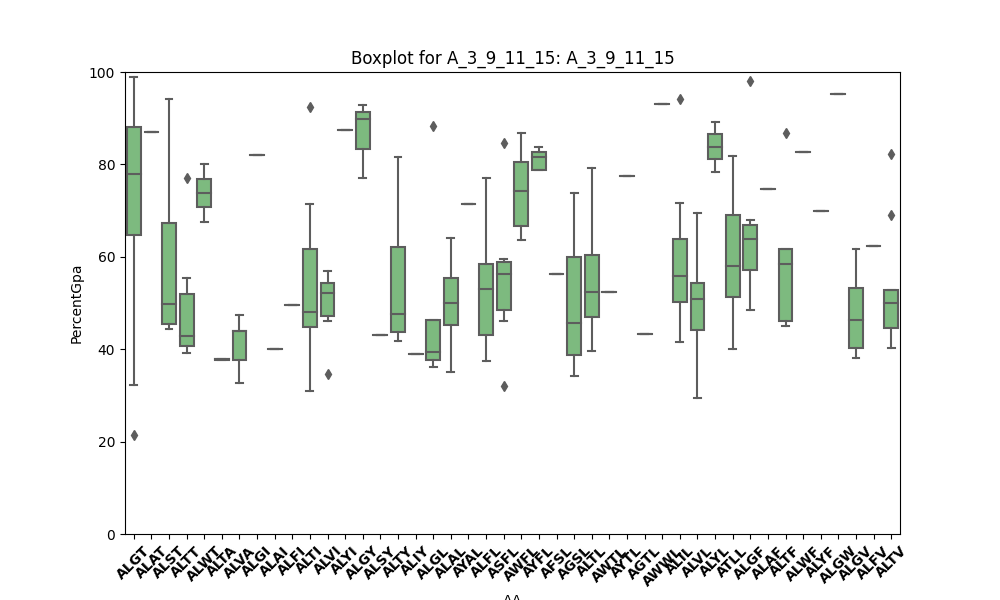 Boxplot for A_3_9_11_15: A_3_9_11_15
100
80
60
40
20
0
PercentGpa
ALGT ALAT ALST ALTT ALWT ALTA ALVA ALGI ALAI ALFI ALTI ALVI ALYI ALGY ALSY ALTY ALIY ALGL ALAL AYAL ALFL ASFL AWFL AYFL AFSL AGSL ALTL AWTL AYTL AGTL AWWL ALIL ALVL ALYL ATLL ALGF ALAF ALTF ALWF ALYF ALGW ALGV ALFV ALTV